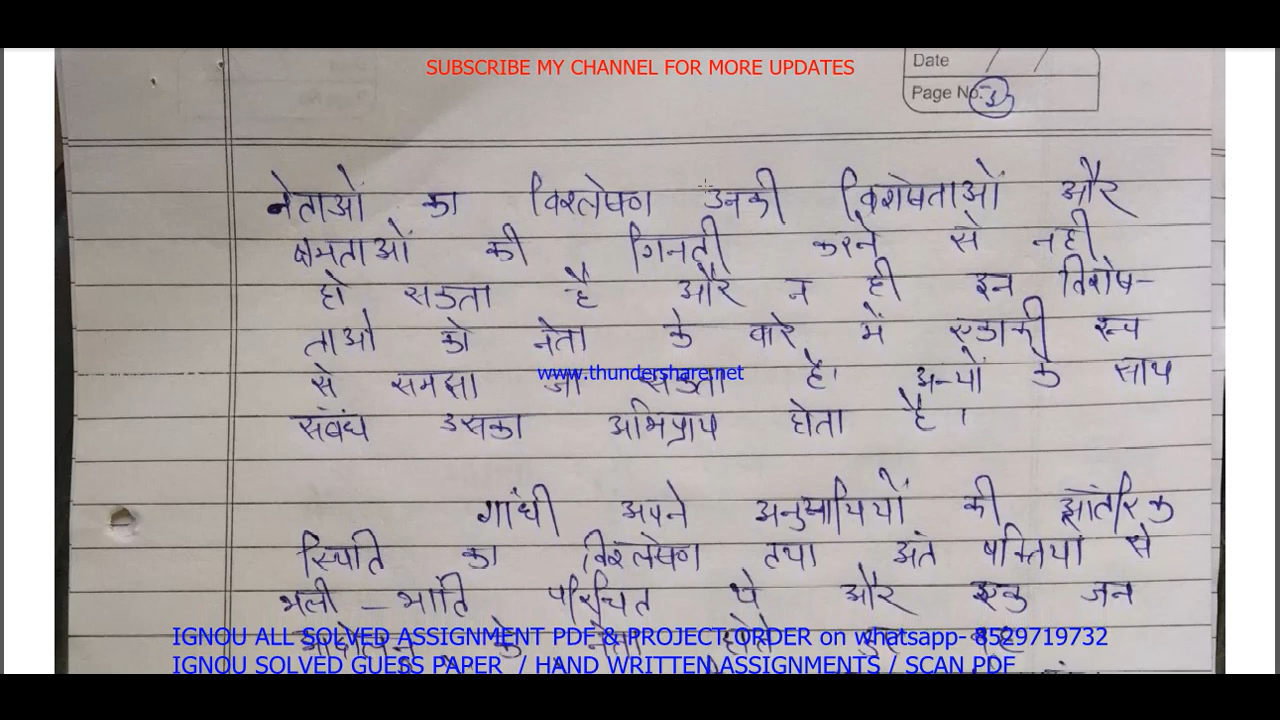 SUBSCRIBE MY CHANNEL FOR MORE UPDATES
Date / /
Page No. 3
नेताओं का विश्लेषण उनकी विशेषताओं और
क्षमताओं की गिनती करने से नही
हो सकता है और न ही इन विशेष-
ताओ को नेता के बारे में एकाकी रूप
से समझा जा सकता है। अन्यों के साथ
www.thundershare.net
संबंध उसका अभिप्राय होता है।
गांधी अपने अनुयायियों की आंतरिक
स्थिति का विश्लेषण तथा अंत
भली-भांति परिचित थे और एक जन
आंदोलन के नेता होते हुए
IGNOU ALL SOLVED ASSIGNMENT PDF & PROJECT ORDER on whatsapp- 8529719732
IGNOU SOLVED GUESS PAPER / HAND WRITTEN ASSIGNMENTS / SCAN PDF